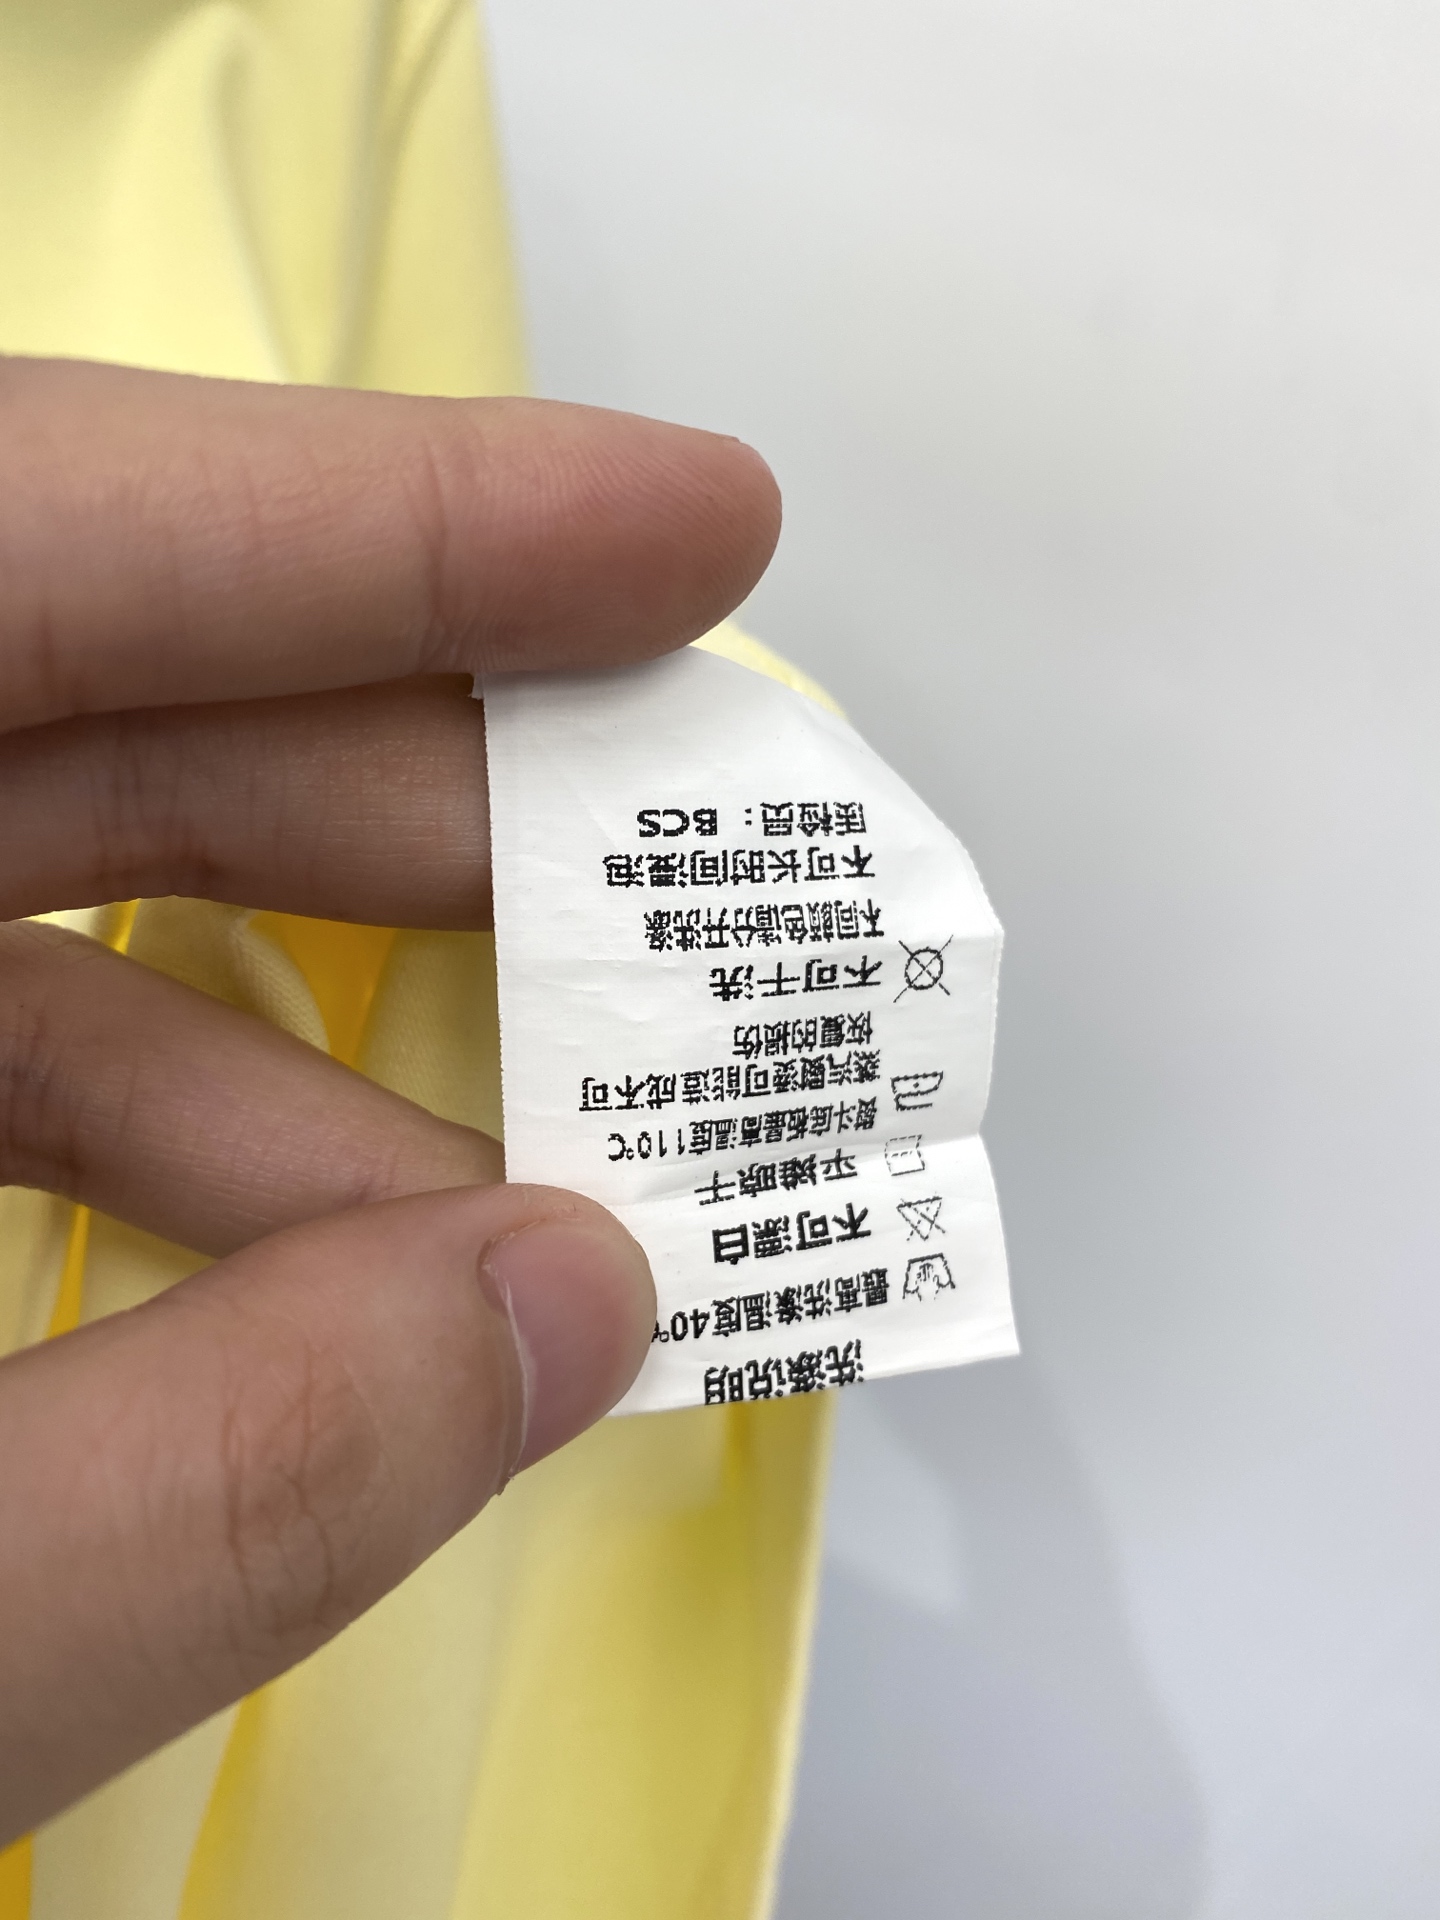 洗涤说明
最高洗涤温度40℃
不可漂白
平摊晾干
熨斗底板最高温度110℃
蒸汽熨烫可能造成不可
恢复的损伤
不可干洗
不同颜色请分开洗涤
不可长时间浸泡
质检员：BCS